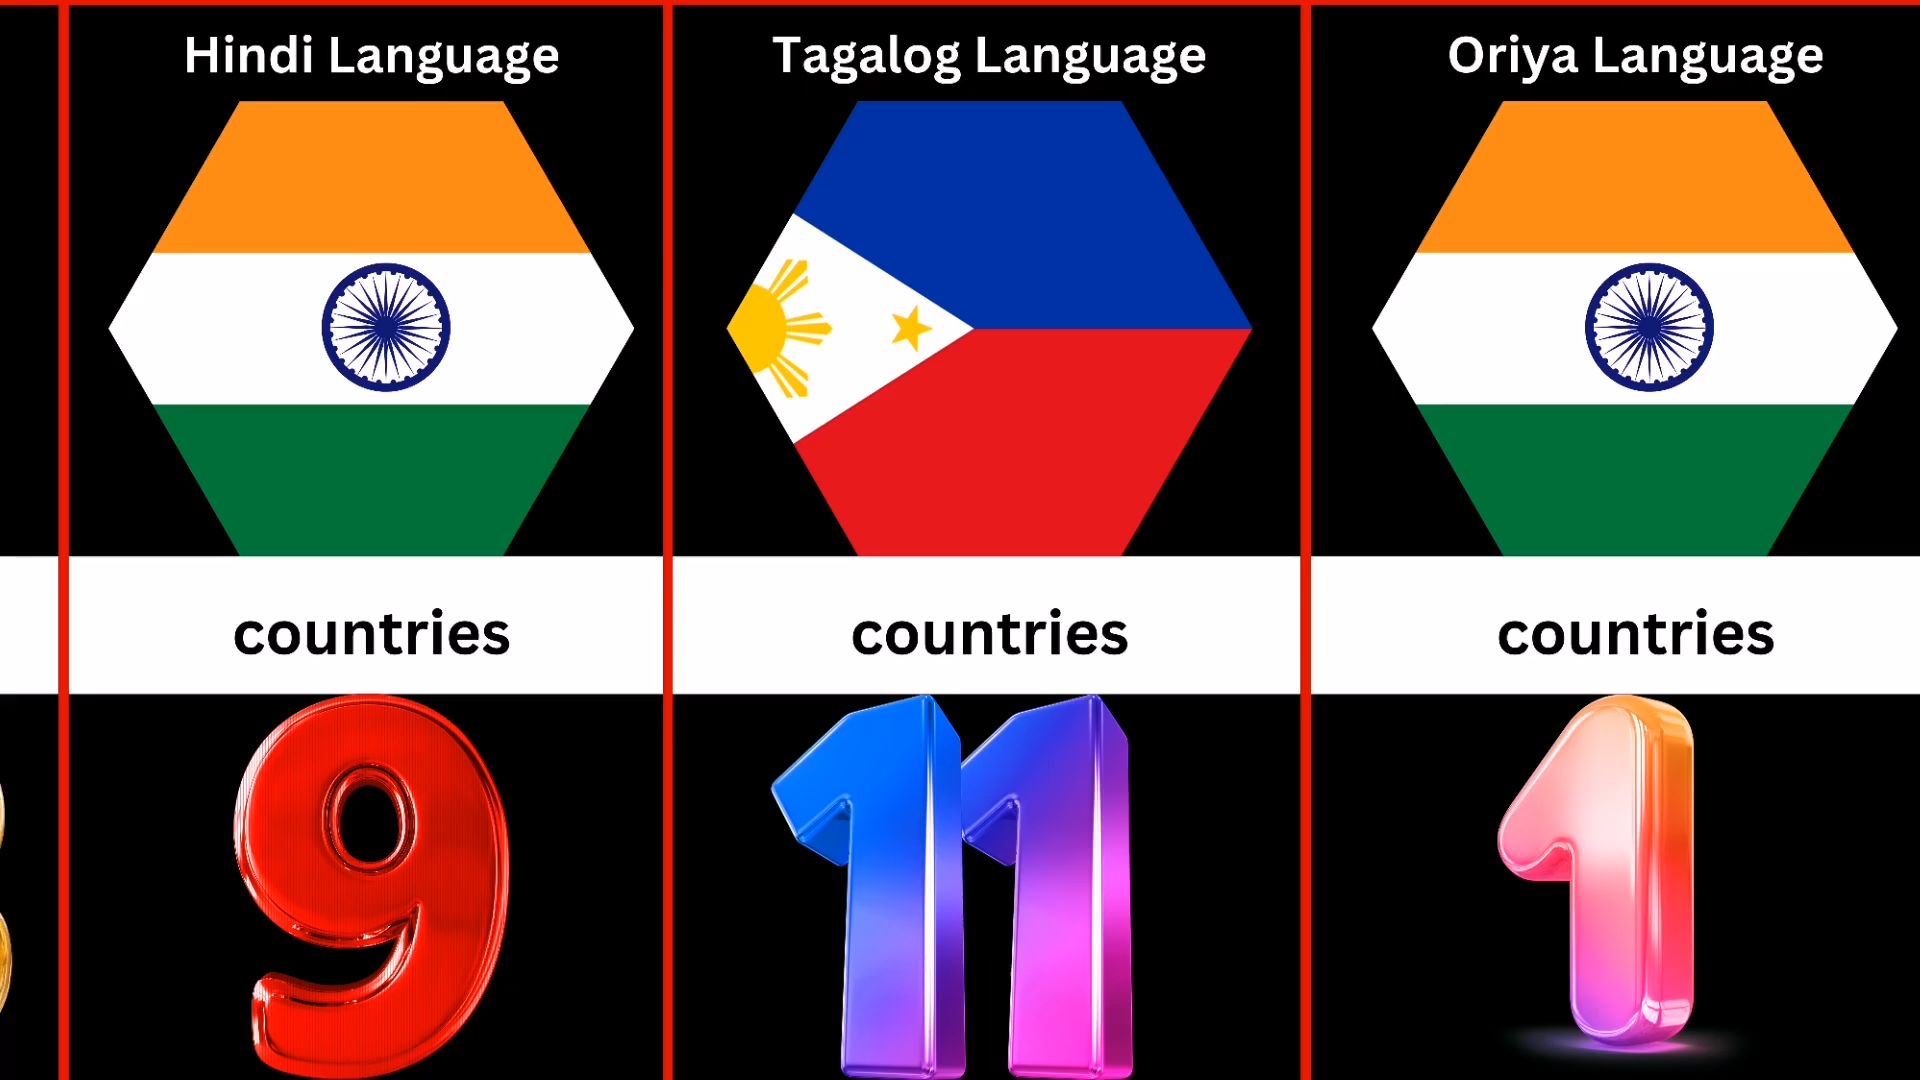 Hindi Language
Tagalog Language
Oriya Language
countries
countries
countries
9
11
1